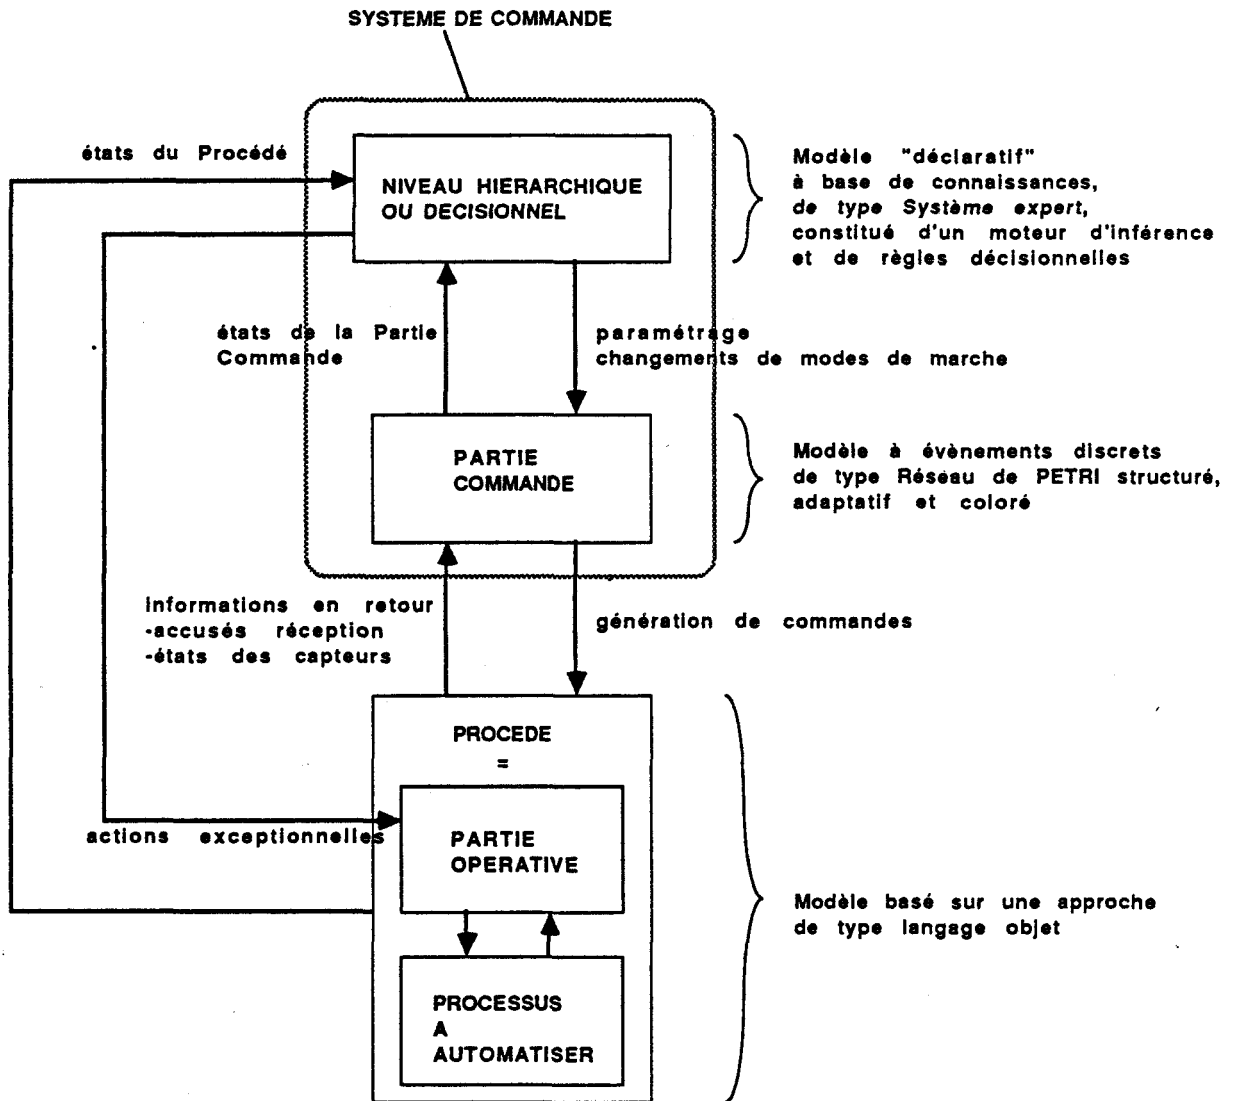 SYSTEME DE COMMANDE
états du Procédé
NIVEAU HIERARCHIQUE
OU DECISIONNEL
Modèle "déclaratif"
à base de connaissances,
de type Système expert,
constitué d'un moteur d'inférence
et de règles décisionnelles
états de la Partie
Commande
paramétrage
changements de modes de marche
PARTIE
COMMANDE
Modèle à évènements discrets
de type Réseau de PETRI structuré,
adaptatif et coloré
informations en retour
-accusés réception
-états des capteurs
génération de commandes
PROCEDE
=
actions exceptionnelles
PARTIE
OPERATIVE
Modèle basé sur une approche
de type langage objet
PROCESSUS
A
AUTOMATISER